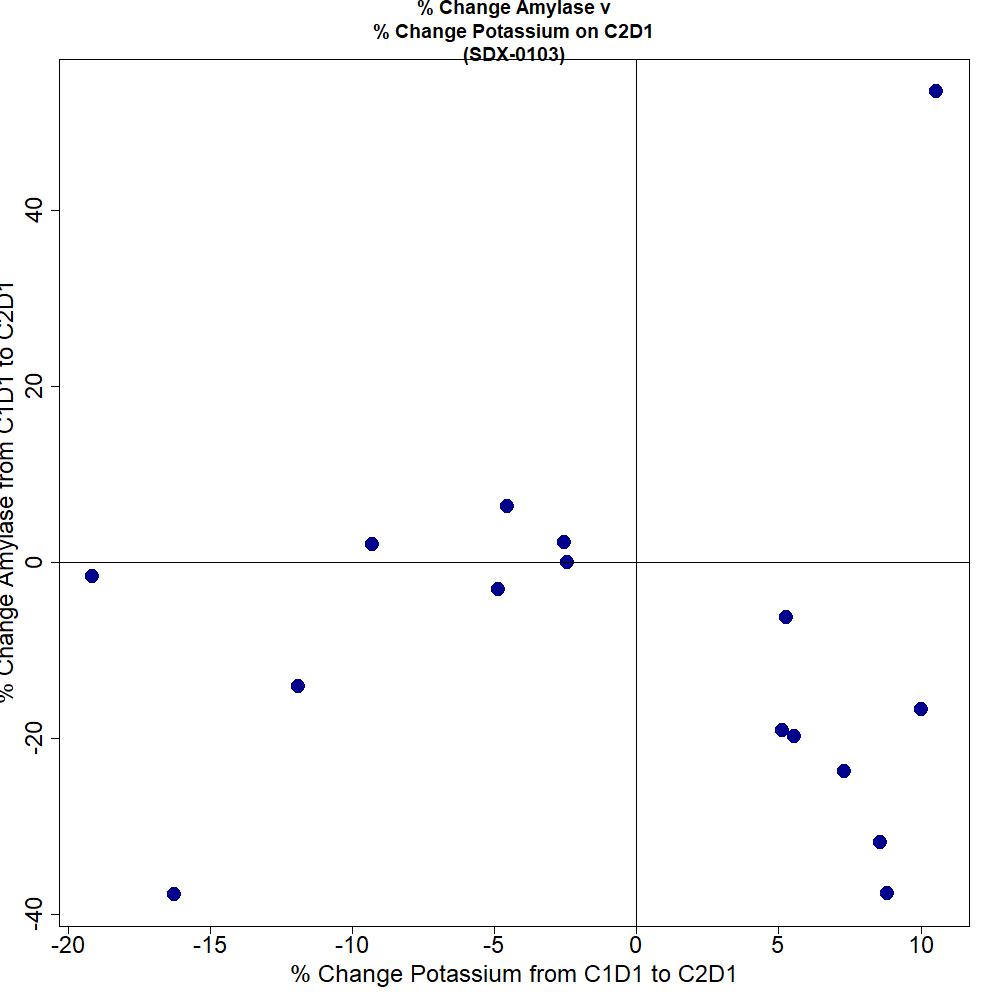 % Change Amylase v
% Change Potassium on C2D1
(SDX-0103)
% Change Amylase from C1D1 to C2D1
40
20
0
-20
-40
-20
-15
-10
-5
0
5
10
% Change Potassium from C1D1 to C2D1